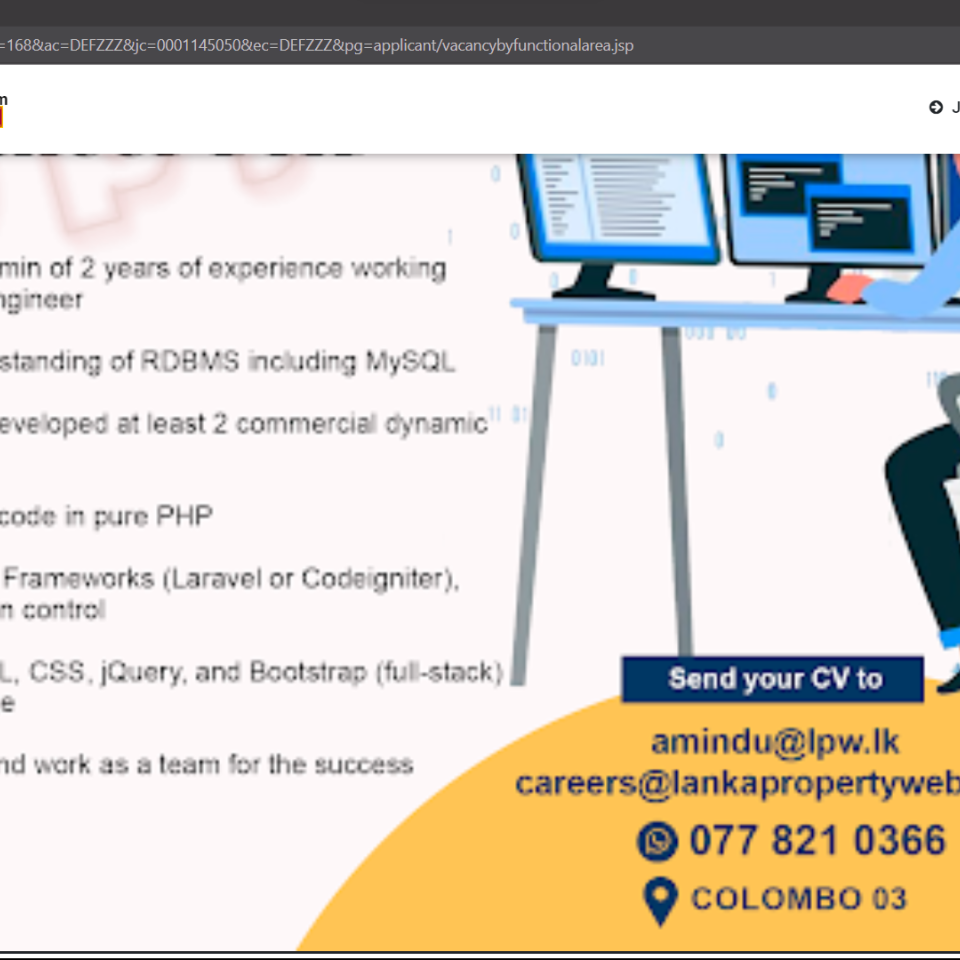 =168&ac=DEFZZZ&jc=0001145050&ec=DEFZZZ&pg=applicant/vacancybyfunctionalarea.jsp
m
J
min of 2 years of experience working
ngineer
standing of RDBMS including MySQL
eveloped at least 2 commercial dynamic
code in pure PHP
Frameworks (Laravel or Codeigniter),
n control
L, CSS, jQuery, and Bootstrap (full-stack)
e
nd work as a team for the success
Send your CV to
amindu@lpw.lk
careers@lankapropertyweb
077 821 0366
COLOMBO 03